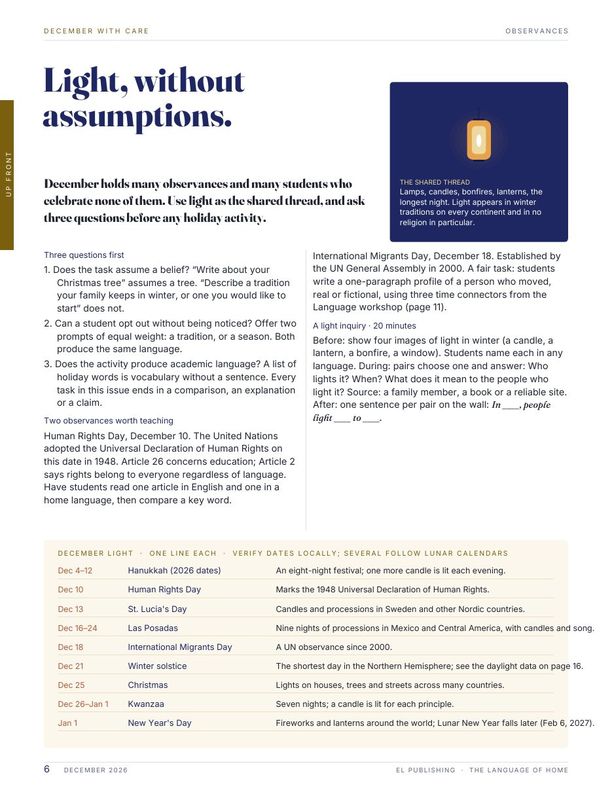 DECEMBER WITH CARE
OBSERVANCES
UP FRONT
Light, without
assumptions.
December holds many observances and many students who
celebrate none of them. Use light as the shared thread, and ask
three questions before any holiday activity.
THE SHARED THREAD
Lamps, candles, bonfires, lanterns, the
longest night. Light appears in winter
traditions on every continent and in no
religion in particular.
Three questions first
1. Does the task assume a belief? “Write about your
Christmas tree” assumes a tree. “Describe a tradition
your family keeps in winter, or one you would like to
start” does not.
2. Can a student opt out without being noticed? Offer two
prompts of equal weight: a tradition, or a season. Both
produce the same language.
3. Does the activity produce academic language? A list of
holiday words is vocabulary without a sentence. Every
task in this issue ends in a comparison, an explanation
or a claim.
Two observances worth teaching
Human Rights Day, December 10. The United Nations
adopted the Universal Declaration of Human Rights on
this date in 1948. Article 26 concerns education; Article 2
says rights belong to everyone regardless of language.
Have students read one article in English and one in a
home language, then compare a key word.
International Migrants Day, December 18. Established by
the UN General Assembly in 2000. A fair task: students
write a one-paragraph profile of a person who moved,
real or fictional, using three time connectors from the
Language workshop (page 11).
A light inquiry · 20 minutes
Before: show four images of light in winter (a candle, a
lantern, a bonfire, a window). Students name each in any
language. During: pairs choose one and answer: Who
lights it? When? What does it mean to the people who
light it? Source: a family member, a book or a reliable site.
After: one sentence per pair on the wall: In ___, people
light ___ to ___.
DECEMBER LIGHT · ONE LINE EACH · VERIFY DATES LOCALLY; SEVERAL FOLLOW LUNAR CALENDARS
Dec 4–12 Hanukkah (2026 dates) An eight-night festival; one more candle is lit each evening.
Dec 10 Human Rights Day Marks the 1948 Universal Declaration of Human Rights.
Dec 13 St. Lucia's Day Candles and processions in Sweden and other Nordic countries.
Dec 16–24 Las Posadas Nine nights of processions in Mexico and Central America, with candles and song.
Dec 18 International Migrants Day A UN observance since 2000.
Dec 21 Winter solstice The shortest day in the Northern Hemisphere; see the daylight data on page 16.
Dec 25 Christmas Lights on houses, trees and streets across many countries.
Dec 26–Jan 1 Kwanzaa Seven nights; a candle is lit for each principle.
Jan 1 New Year's Day Fireworks and lanterns around the world; Lunar New Year falls later (Feb 6, 2027).
6 DECEMBER 2026
EL PUBLISHING · THE LANGUAGE OF HOME